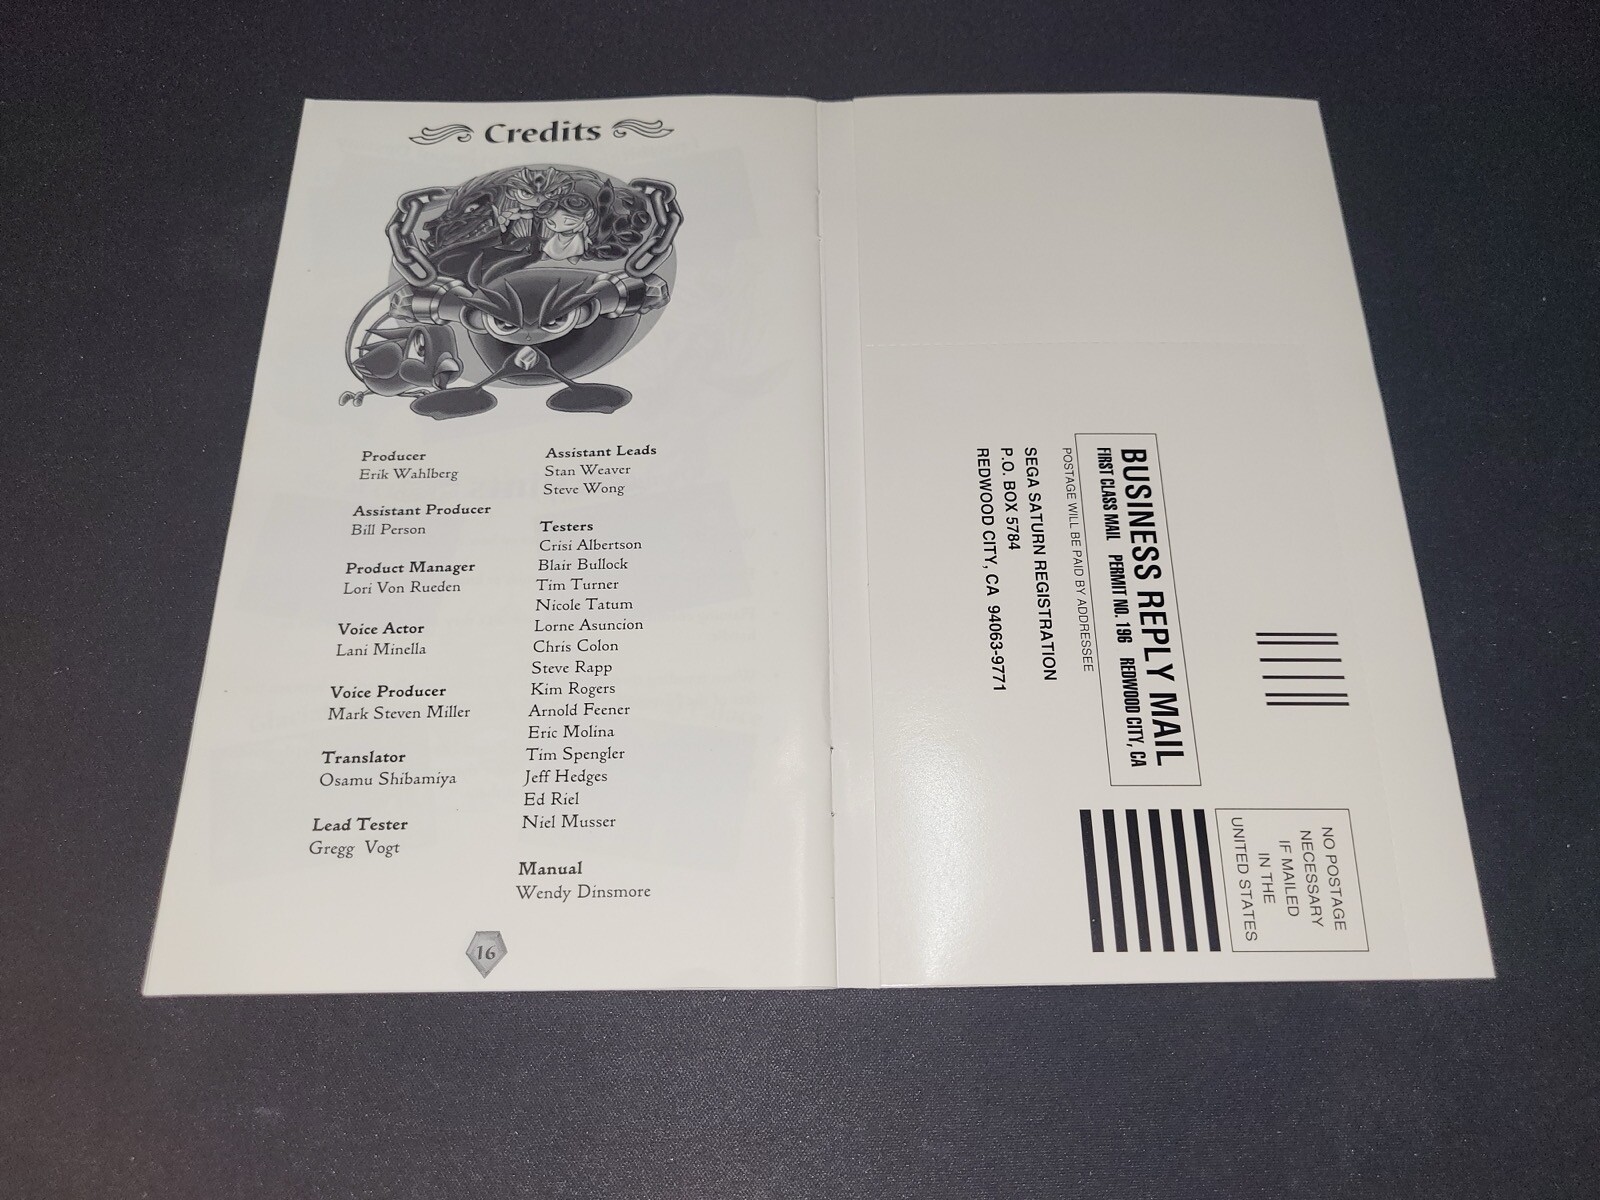 Credits
Producer
Erik Wahlberg
Assistant Producer
Bill Person
Product Manager
Lori Von Rueden
Voice Actor
Lani Minella
Voice Producer
Mark Steven Miller
Translator
Osamu Shibamiya
Lead Tester
Gregg Vogt
Assistant Leads
Stan Weaver
Steve Wong
Testers
Crisi Albertson
Blair Bullock
Tim Turner
Nicole Tatum
Lorne Asuncion
Chris Colon
Steve Rapp
Kim Rogers
Arnold Feener
Eric Molina
Tim Spengler
Jeff Hedges
Ed Riel
Niel Musser
Manual
Wendy Dinsmore
16
NO POSTAGE
NECESSARY
IF MAILED
IN THE
UNITED STATES
BUSINESS REPLY MAIL
FIRST CLASS MAIL PERMIT NO. 196 REDWOOD CITY, CA
POSTAGE WILL BE PAID BY ADDRESSEE
SEGA SATURN REGISTRATION
P.O. BOX 5784
REDWOOD CITY, CA 94063-9771